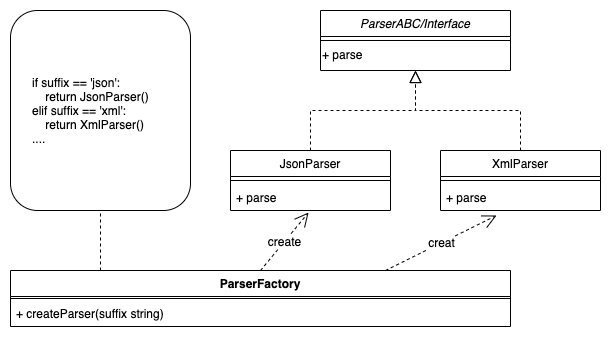 if suffix == 'json':
return JsonParser()
elif suffix == 'xml':
return XmlParser()
....
ParserABC/Interface
+ parse
JsonParser
+ parse
XmlParser
+ parse
create
creat
ParserFactory
+ createParser(suffix string)